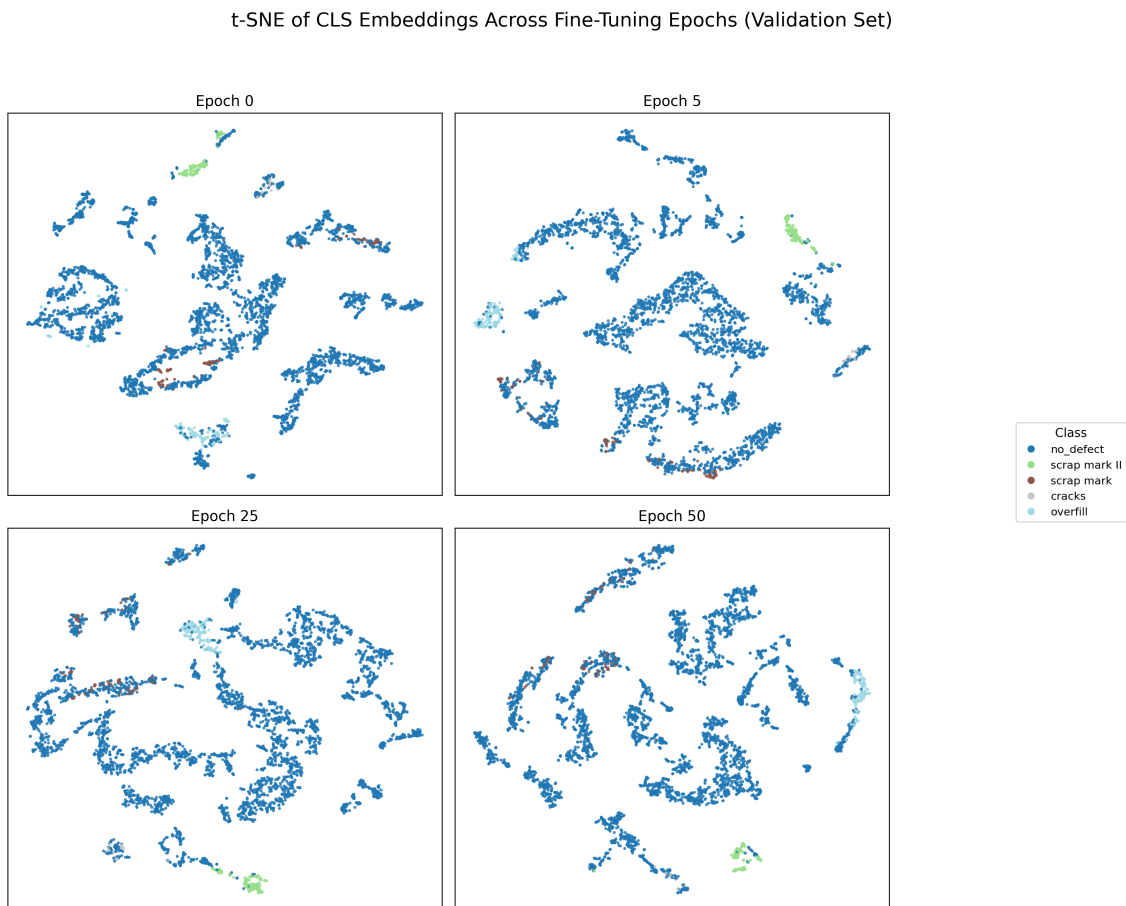 t-SNE of CLS Embeddings Across Fine-Tuning Epochs (Validation Set)
Epoch 0
Epoch 5
Class
no_defect
scrap mark II
scrap mark
cracks
overfill
Epoch 25
Epoch 50